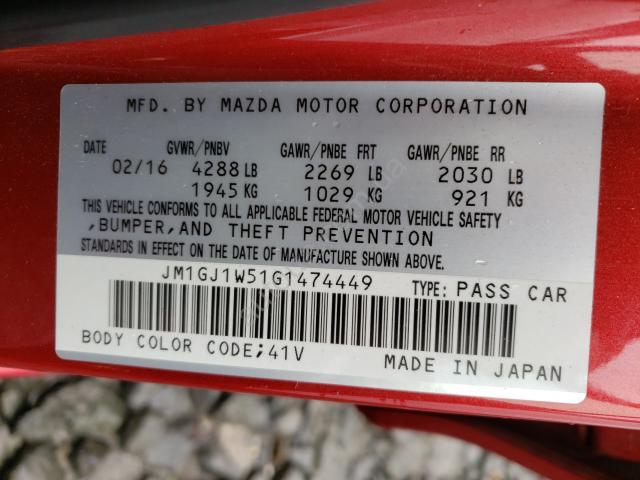 MFD. BY MAZDA MOTOR CORPORATION
DATE GVWR/PNBV GAWR/PNBE FRT GAWR/PNBE RR
02/16 4288 LB 2269 LB 2030 LB
1945 KG 1029 KG 921 KG
THIS VEHICLE CONFORMS TO ALL APPLICABLE FEDERAL MOTOR VEHICLE SAFETY
,BUMPER,AND THEFT PREVENTION
STANDARDS IN EFFECT ON THE DATE OF MANUFACTURE SHOWN ABOVE.
JM1GJ1W51G1474449 TYPE: PASS CAR
BODY COLOR CODE;41V MADE IN JAPAN